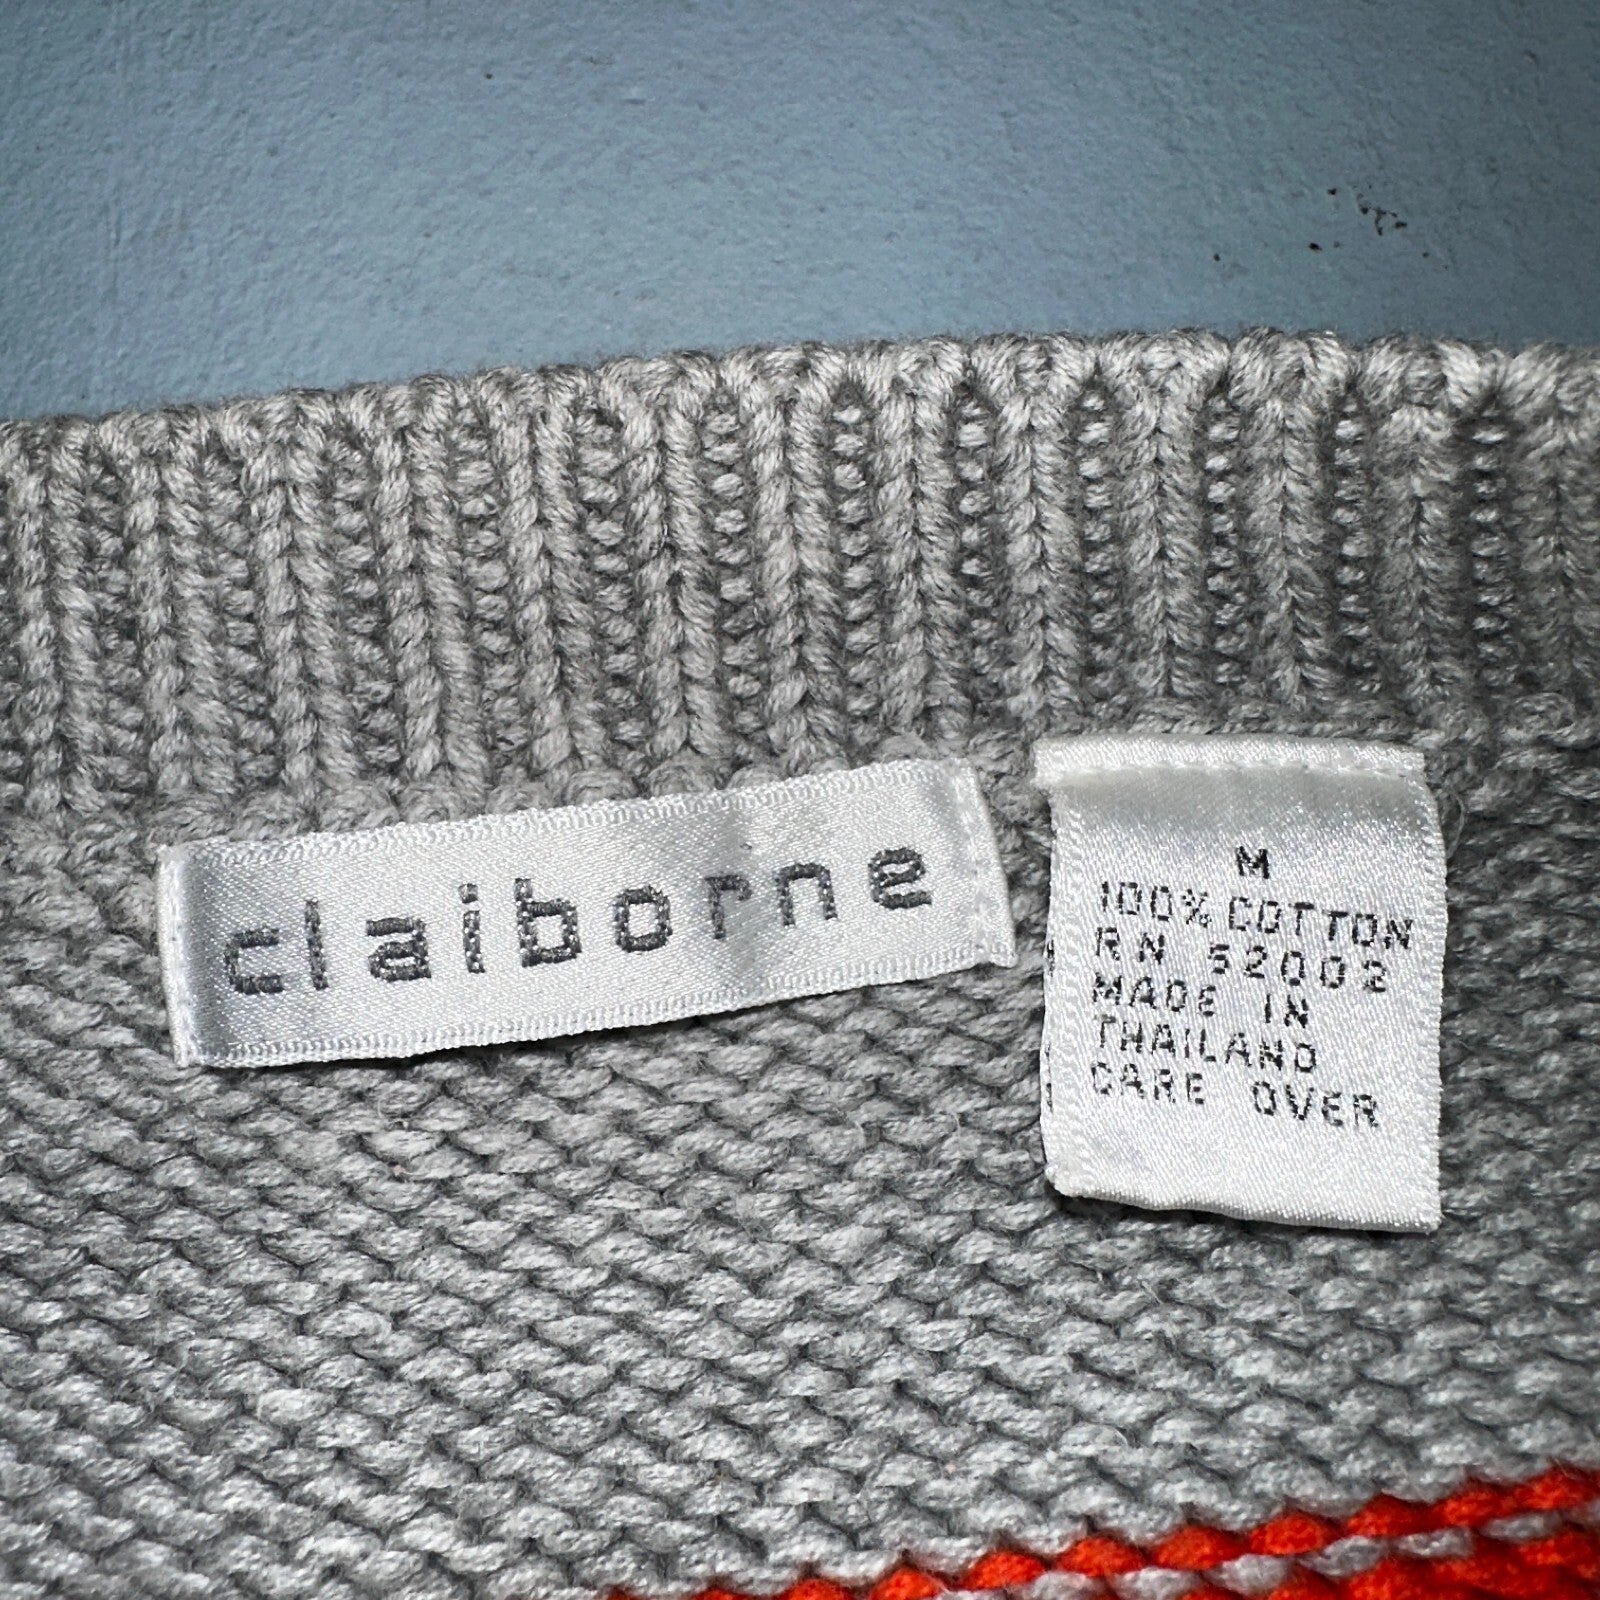 claiborne
M
100% COTTON
RN 52002
MADE IN
THAILAND
CARE OVER